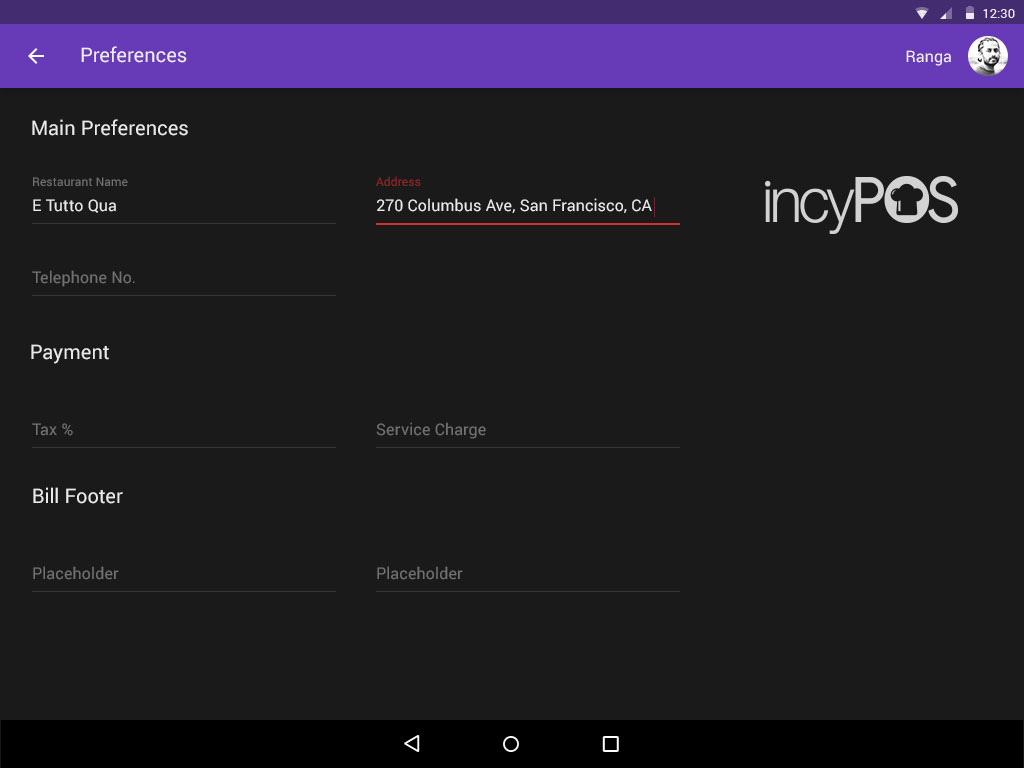 12:30
Preferences
Ranga
Main Preferences
Restaurant Name
Address
E Tutto Qua
270 Columbus Ave, San Francisco, CA
incyPOS
Telephone No.
Payment
Tax %
Service Charge
Bill Footer
Placeholder
Placeholder